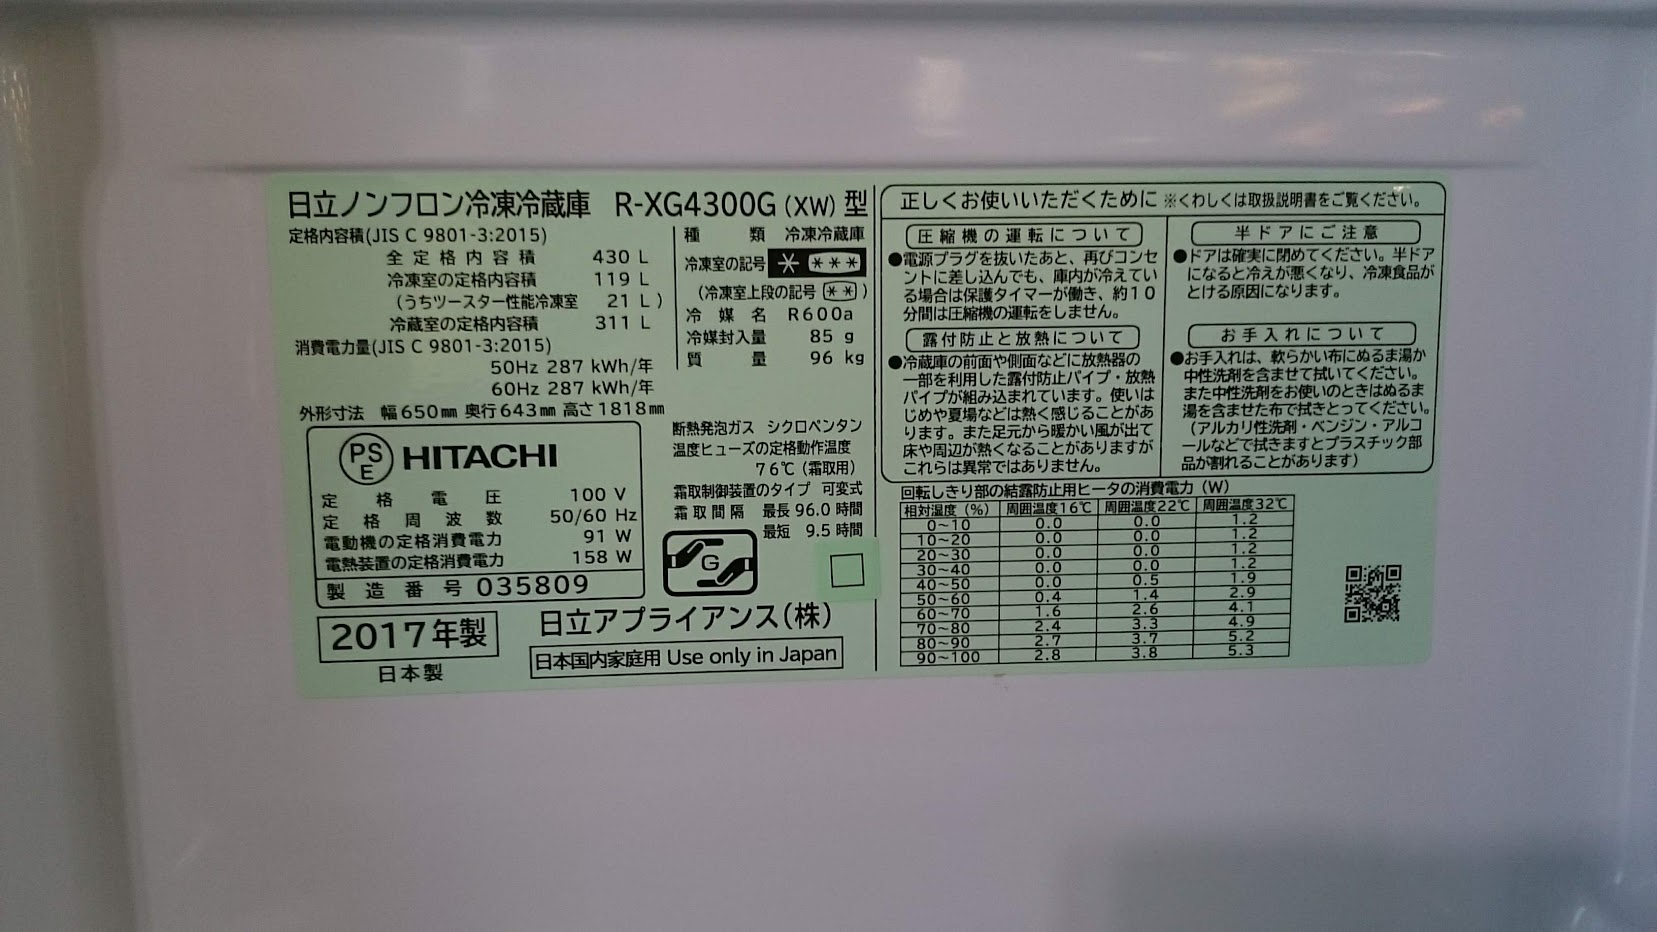 日立ノンフロン冷凍冷蔵庫 R-XG4300G (XW) 型
定格内容積(JIS C 9801-3:2015)
全定格内容積 430 L
冷凍室の定格内容積 119 L
(うちツースター性能冷凍室 21 L)
冷蔵室の定格内容積 311 L
消費電力量(JIS C 9801-3:2015)
50Hz 287 kWh/年
60Hz 287 kWh/年
外形寸法 幅650mm 奥行643mm 高さ1818mm
種類 冷凍冷蔵庫
冷凍室の記号 * ***
(冷凍室上段の記号 ** )
冷媒名 R600a
冷媒封入量 85 g
質量 96 kg
PS
E
HITACHI
定格電圧 100 V
定格周波数 50/60 Hz
電動機の定格消費電力 91 W
電熱装置の定格消費電力 158 W
製造番号 035809
2017年製
日本製
断熱発泡ガス シクロペンタン
温度ヒューズの定格動作温度
76℃(霜取用)
霜取制御装置のタイプ 可変式
霜取間隔 最長 96.0 時間
最短 9.5 時間
G
日立アプライアンス(株)
日本国内家庭用 Use only in Japan
正しくお使いいただくために ※くわしくは取扱説明書をご覧ください。
圧縮機の運転について
●電源プラグを抜いたあと、再びコンセ
ントに差し込んでも、庫内が冷えてい
る場合は保護タイマーが働き、約10
分間は圧縮機の運転をしません。
露付防止と放熱について
●冷蔵庫の前面や側面などに放熱器の
一部を利用した露付防止パイプ・放熱
パイプが組み込まれています。使いは
じめや夏場などは熱く感じることがあ
ります。また足元から暖かい風が出て
床や周辺が熱くなることがありますが
これらは異常ではありません。
半ドアにご注意
●ドアは確実に閉めてください。半ドア
になると冷えが悪くなり、冷凍食品が
とける原因になります。
お手入れについて
●お手入れは、軟らかい布にぬるま湯か
中性洗剤を含ませて拭いてください。
また中性洗剤をお使いのときはぬるま
湯を含ませた布で拭きとってください。
(アルカリ性洗剤・ベンジン・アルコ
ールなどで拭きますとプラスチック部
品が割れることがあります)
回転しきり部の結露防止用ヒータの消費電力(W)
相対湿度(%) 周囲温度16℃ 周囲温度22℃ 周囲温度32℃
0~10 0.0 0.0 1.2
10~20 0.0 0.0 1.2
20~30 0.0 0.0 1.2
30~40 0.0 0.0 1.2
40~50 0.0 0.5 1.9
50~60 0.4 1.4 2.9
60~70 1.6 2.6 4.1
70~80 2.4 3.3 4.9
80~90 2.7 3.7 5.2
90~100 2.8 3.8 5.3